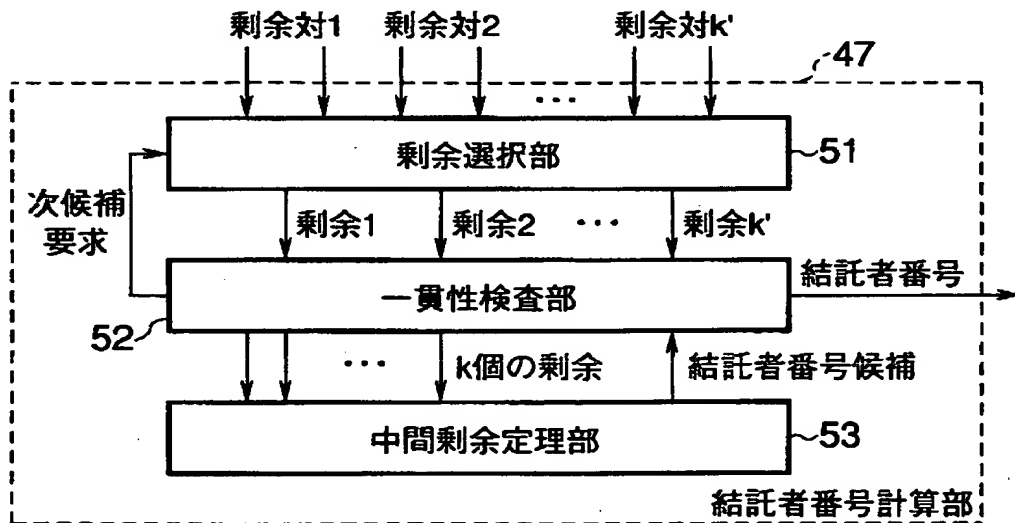 剰余対1 剰余対2 剰余対k'
47
...
剰余選択部
51
次候補
要求
剰余1 剰余2 ... 剰余k'
結託者番号
一貫性検査部
52
... k個の剰余 結託者番号候補
中間剰余定理部
53
結託者番号計算部